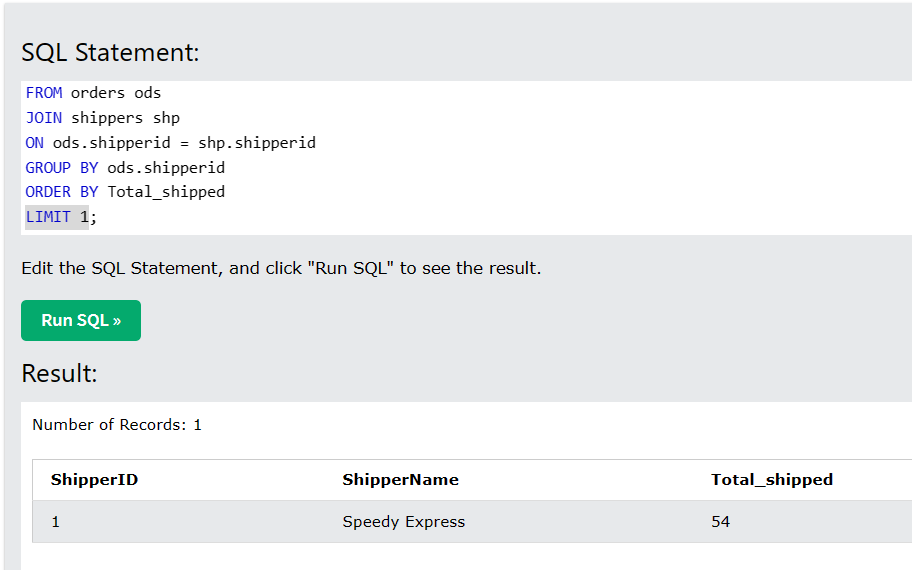 SQL Statement:
FROM orders ods
JOIN shippers shp
ON ods.shipperid = shp.shipperid
GROUP BY ods.shipperid
ORDER BY Total_shipped
LIMIT 1;
Edit the SQL Statement, and click "Run SQL" to see the result.
Run SQL »
Result:
Number of Records: 1
ShipperID ShipperName Total_shipped
1 Speedy Express 54